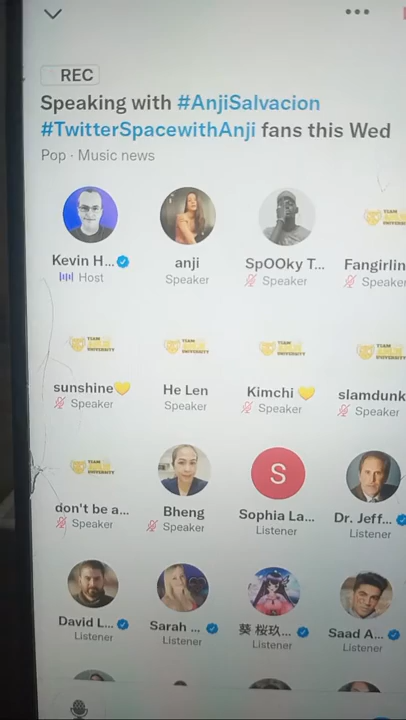 REC
Speaking with #AnjiSalvacion
#TwitterSpacewithAnji fans this Wed
Pop · Music news
Kevin H... anji SpOOky T... Fangirlin
Host Speaker Speaker Speaker
TEAM UNIVERSITY
sunshine💛 He Len Kimchi 💛 slamdunk
Speaker Speaker Speaker Speaker
don't be a... Bheng Sophia La... Dr. Jeff...
Speaker Speaker Listener Listener
S
David L... Sarah ... 葵 桜玖... Saad A...
Listener Listener Listener Listener